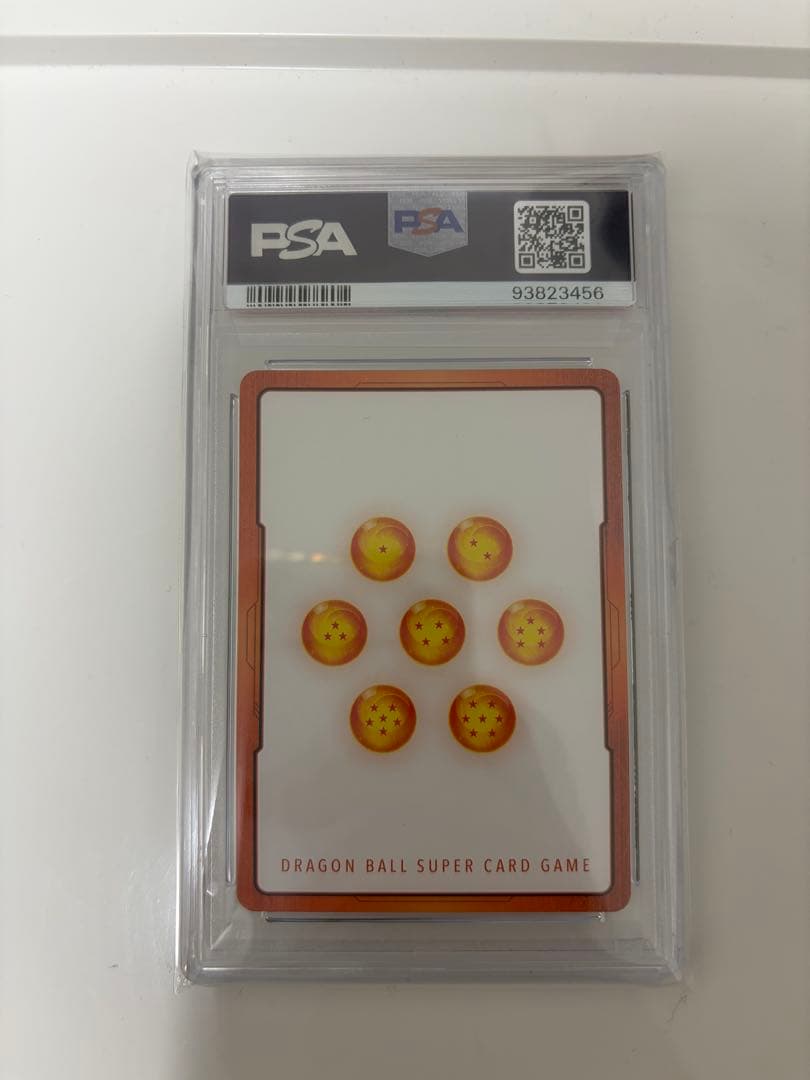 PSA
PSA
93823456
DRAGON BALL SUPER CARD GAME